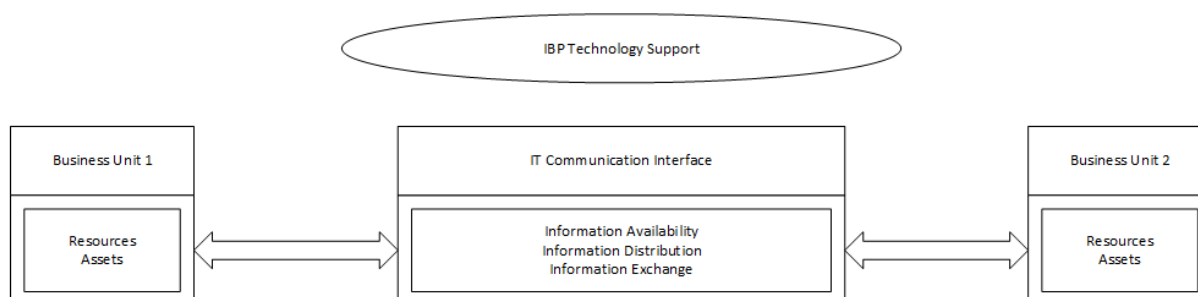 IBP Technology Support
Business Unit 1
IT Communication Interface
Business Unit 2
Resources
Assets
Information Availability
Information Distribution
Information Exchange
Resources
Assets